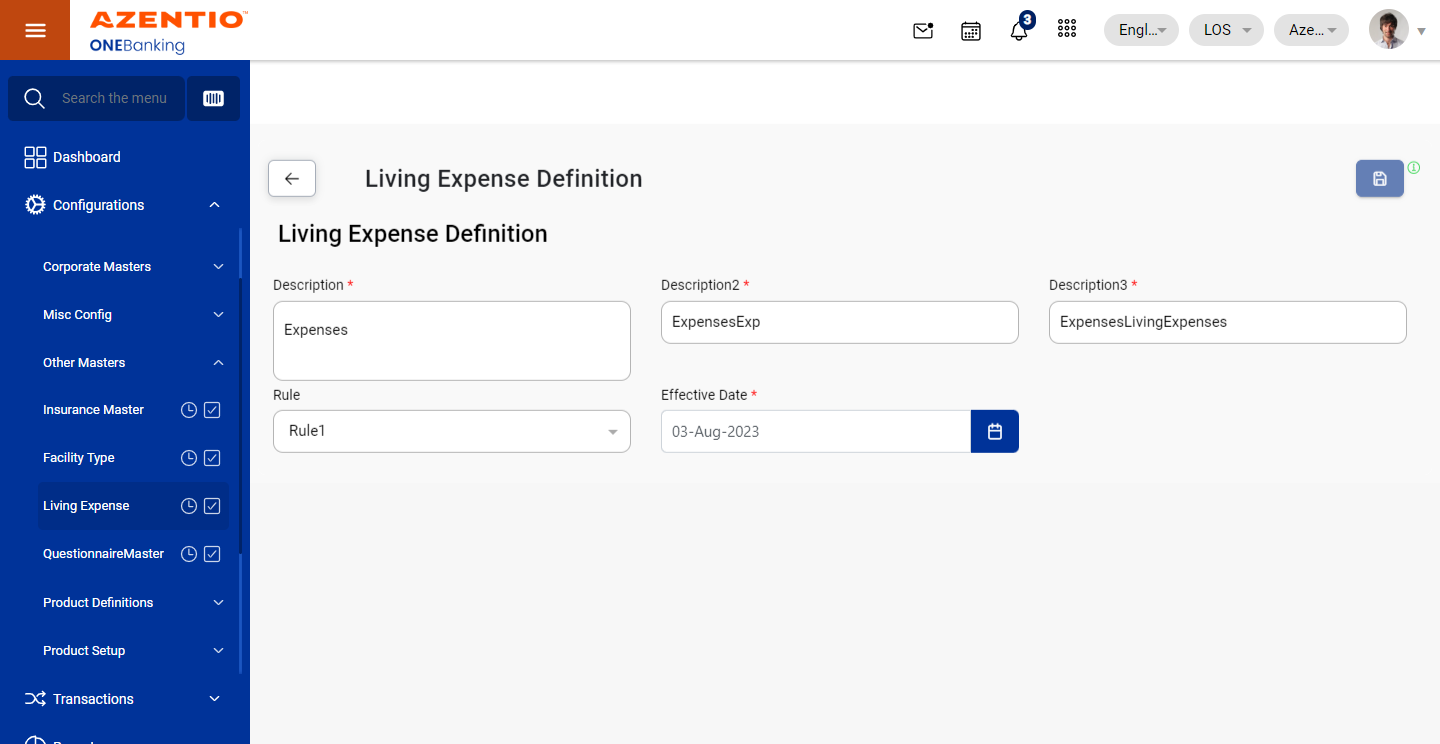 AZENTIO™
ONEBanking
3
Engl...
LOS
Aze...
Search the menu
Dashboard
Configurations
Corporate Masters
Misc Config
Other Masters
Insurance Master
Facility Type
Living Expense
QuestionnaireMaster
Product Definitions
Product Setup
Transactions
Living Expense Definition
Living Expense Definition
Description *
Description2 *
Description3 *
Expenses
ExpensesExp
ExpensesLivingExpenses
Rule
Effective Date *
Rule1
03-Aug-2023